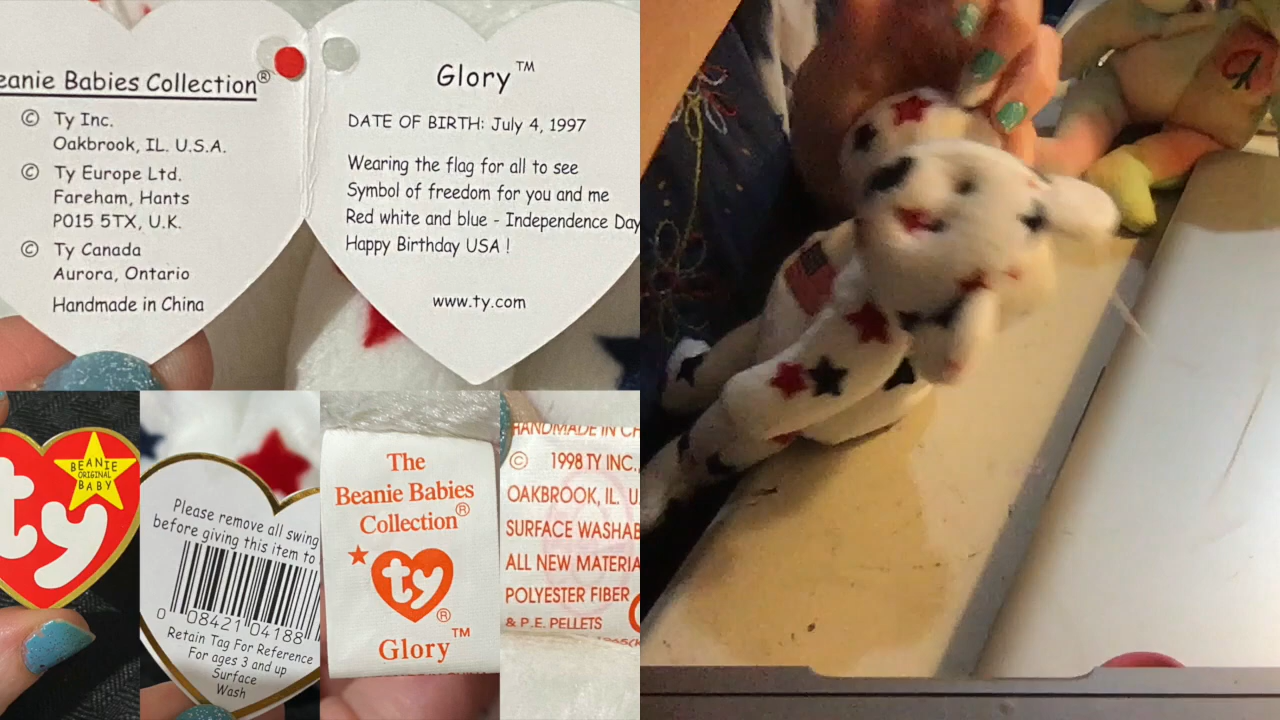 eanie Babies Collection®
© Ty Inc.
Oakbrook, IL. U.S.A.
© Ty Europe Ltd.
Fareham, Hants
PO15 5TX, U.K.
© Ty Canada
Aurora, Ontario
Handmade in China
Glory™
DATE OF BIRTH: July 4, 1997
Wearing the flag for all to see
Symbol of freedom for you and me
Red white and blue - Independence Day
Happy Birthday USA !
www.ty.com
ty
BEANIE
ORIGINAL
BABY
Please remove all swing
before giving this item to
0 08421 04188
Retain Tag For Reference
For ages 3 and up
Surface
Wash
The
Beanie Babies
Collection®
ty®
Glory™
HANDMADE IN CH
© 1998 TY INC.,
OAKBROOK, IL. U.
SURFACE WASHAB
ALL NEW MATERIA
POLYESTER FIBER
& P.E. PELLETS